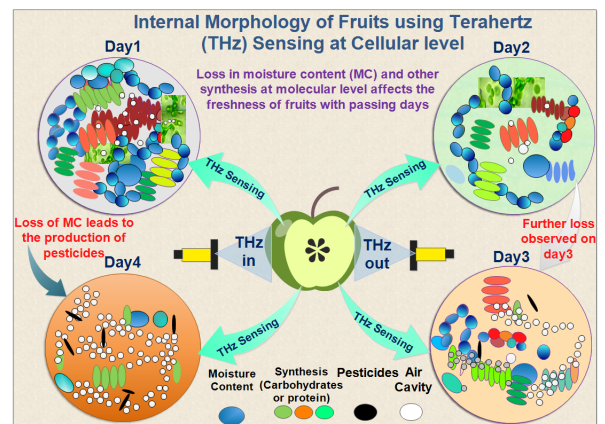 Internal Morphology of Fruits using Terahertz
(THz) Sensing at Cellular level
Day1
Day2
Loss in moisture content (MC) and other
synthesis at molecular level affects the
freshness of fruits with passing days
THz Sensing
THz Sensing
Loss of MC leads to
the production of
pesticides
THz
in
THz
out
Further loss
observed on
day3
Day4
Day3
THz Sensing
THz Sensing
Moisture
Content
Synthesis
(Carbohydrates
or protein)
Pesticides
Air
Cavity